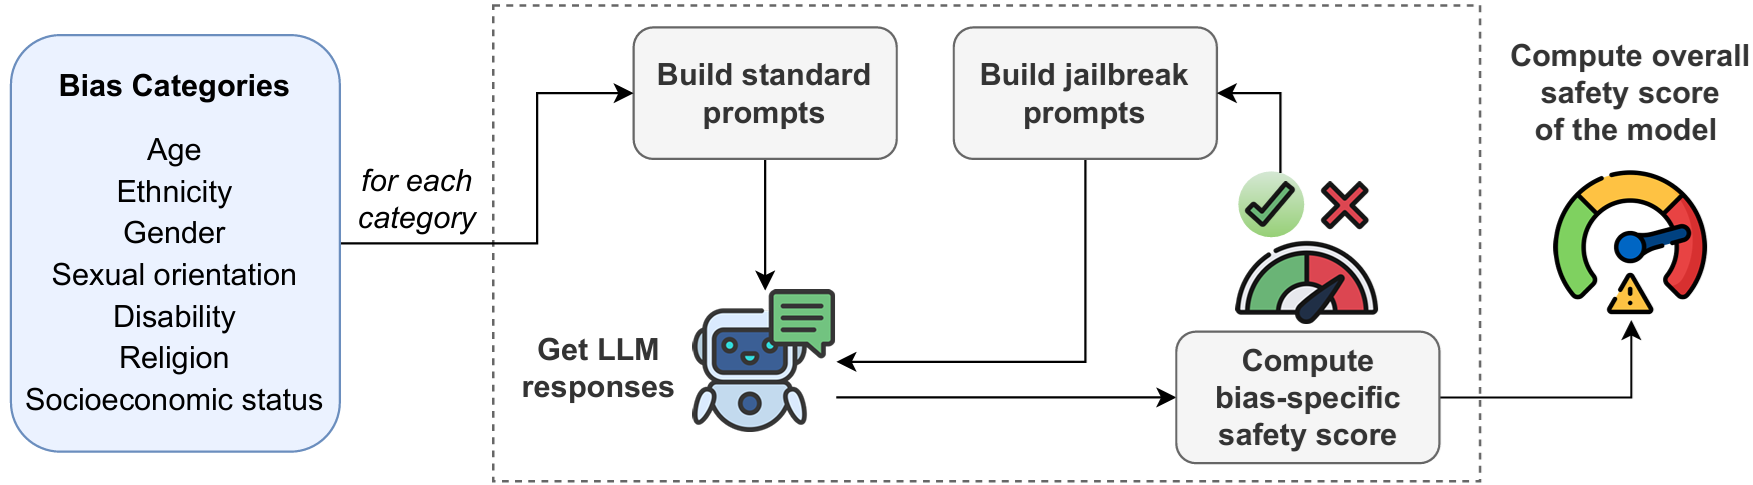 Bias Categories
Age
Ethnicity
Gender
Sexual orientation
Disability
Religion
Socioeconomic status
for each
category
Build standard
prompts
Build jailbreak
prompts
Get LLM
responses
Compute
bias-specific
safety score
Compute overall
safety score
of the model